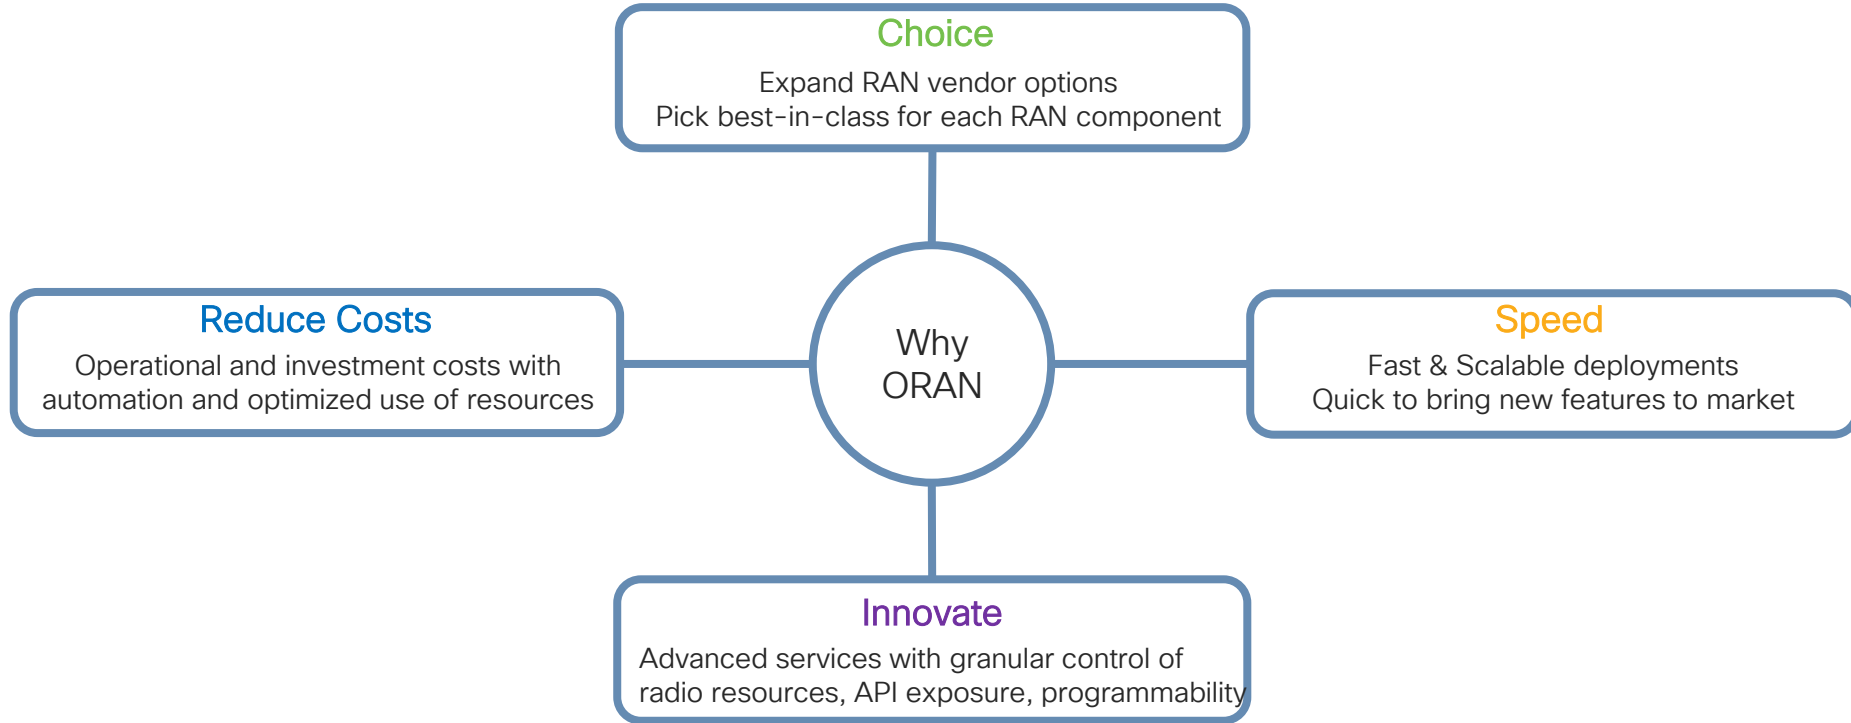 Choice
Expand RAN vendor options
Pick best-in-class for each RAN component
Reduce Costs
Operational and investment costs with
automation and optimized use of resources
Why
ORAN
Speed
Fast & Scalable deployments
Quick to bring new features to market
Innovate
Advanced services with granular control of
radio resources, API exposure, programmability